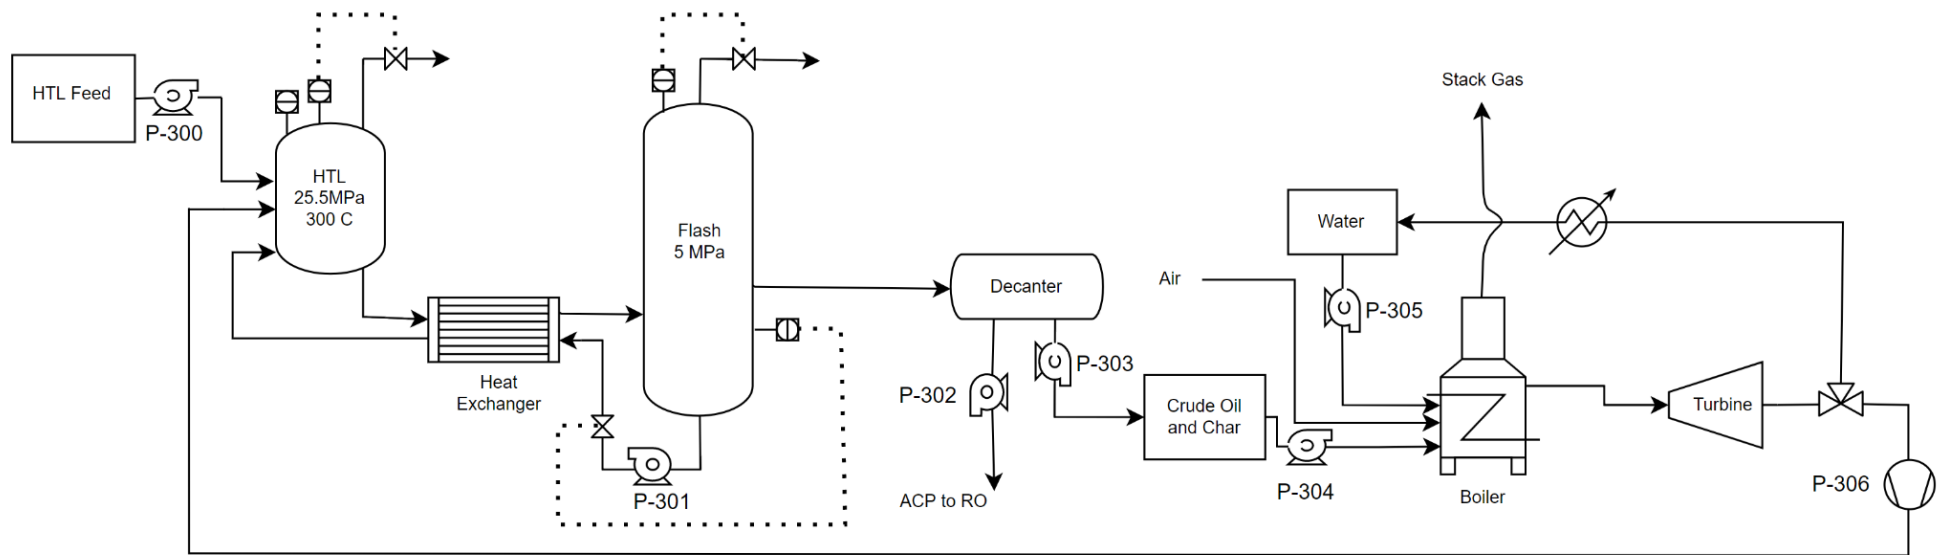 HTL Feed
P-300
HTL
25.5MPa
300 C
Heat
Exchanger
Flash
5 MPa
P-301
Decanter
P-302
ACP to RO
P-303
Crude Oil
and Char
P-304
Air
Water
P-305
Stack Gas
Boiler
Turbine
P-306